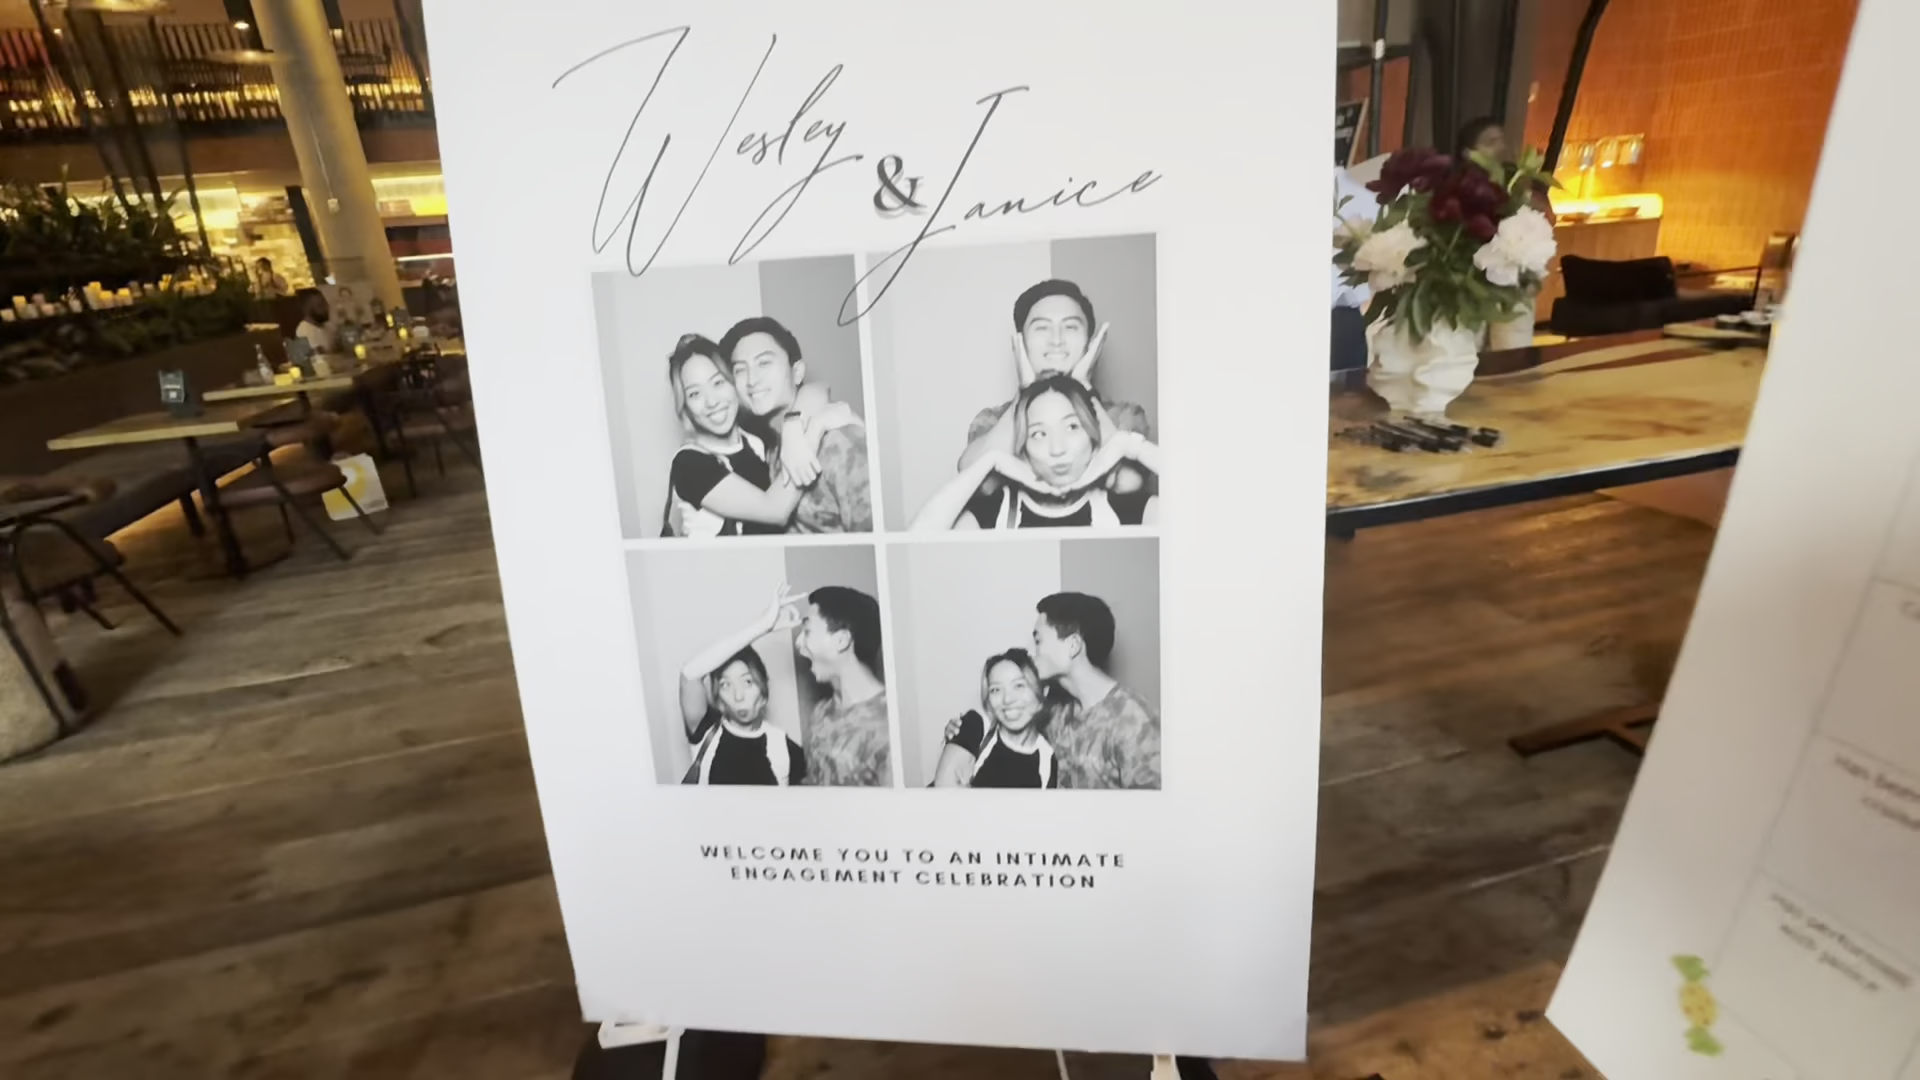 Wesley
&
Janice
WELCOME YOU TO AN INTIMATE
ENGAGEMENT CELEBRATION